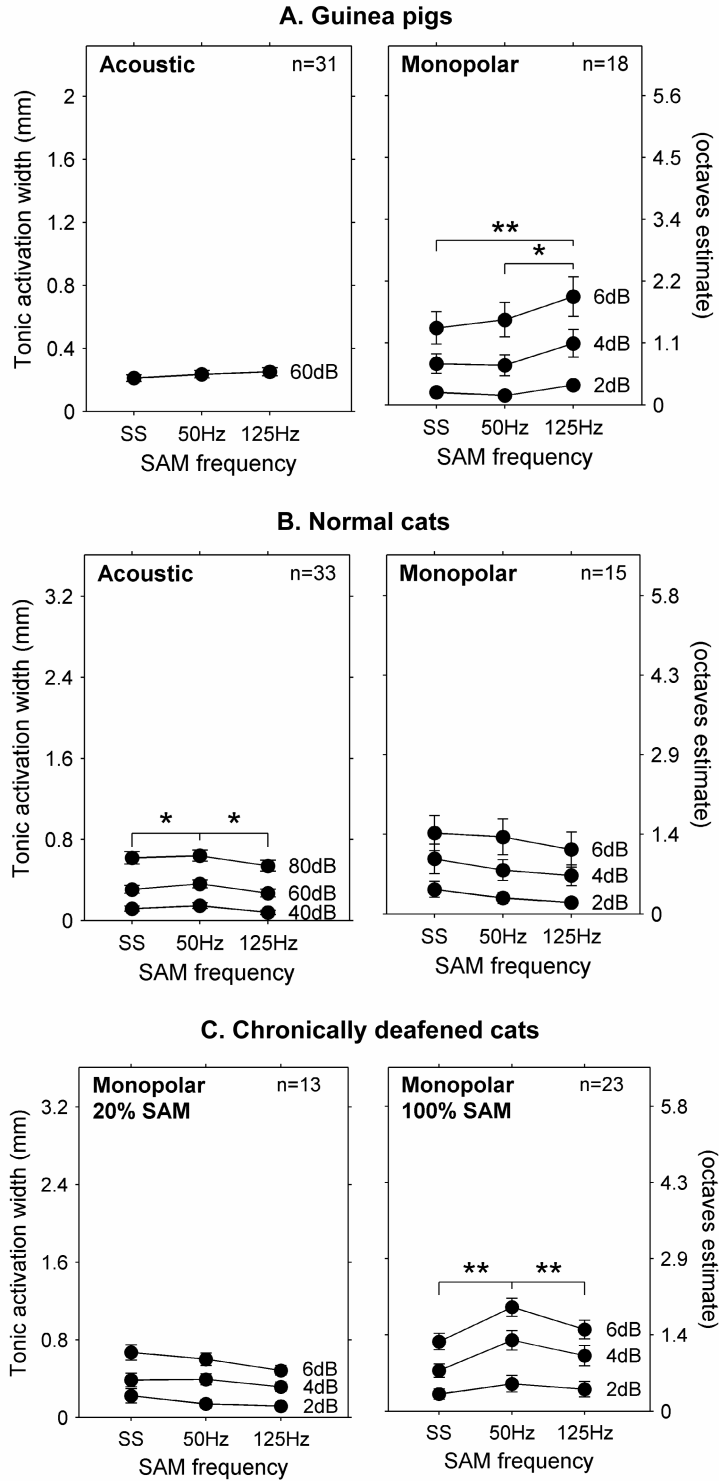 A. Guinea pigs
Acoustic n=31
Monopolar n=18
Tonic activation width (mm)
2
1.6
1.2
0.8
0.4
0
60dB
SS 50Hz 125Hz
SAM frequency
**
*
6dB
4dB
2dB
5.6
4.5
3.4
2.2
1.1
0
(octaves estimate)
SS 50Hz 125Hz
SAM frequency
B. Normal cats
Acoustic n=33
Monopolar n=15
Tonic activation width (mm)
3.2
2.4
1.6
0.8
0
* *
80dB
60dB
40dB
SS 50Hz 125Hz
SAM frequency
6dB
4dB
2dB
5.8
4.3
2.9
1.4
0
(octaves estimate)
SS 50Hz 125Hz
SAM frequency
C. Chronically deafened cats
Monopolar n=13
20% SAM
Monopolar n=23
100% SAM
Tonic activation width (mm)
3.2
2.4
1.6
0.8
0
6dB
4dB
2dB
SS 50Hz 125Hz
SAM frequency
** **
6dB
4dB
2dB
5.8
4.3
2.9
1.4
0
(octaves estimate)
SS 50Hz 125Hz
SAM frequency